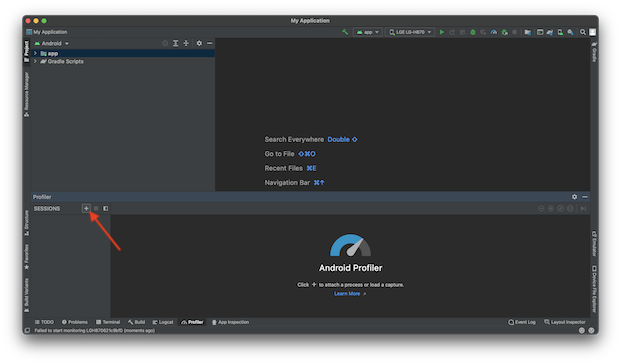 My Application
My Application
app
LGE LG-H870
Project
Android
app
Gradle Scripts
Resource Manager
Gradle
Search Everywhere Double ⇧
Go to File ⇧⌘O
Recent Files ⌘E
Navigation Bar ⌘↑
Profiler
SESSIONS
Structure
Favorites
Build Variants
Emulator
Device File Explorer
Android Profiler
Click + to attach a process or load a capture.
Learn More ↗
TODO Problems Terminal Build Logcat Profiler App Inspection Event Log Layout Inspector
Failed to start monitoring LGH870521c8bf0 (moments ago)